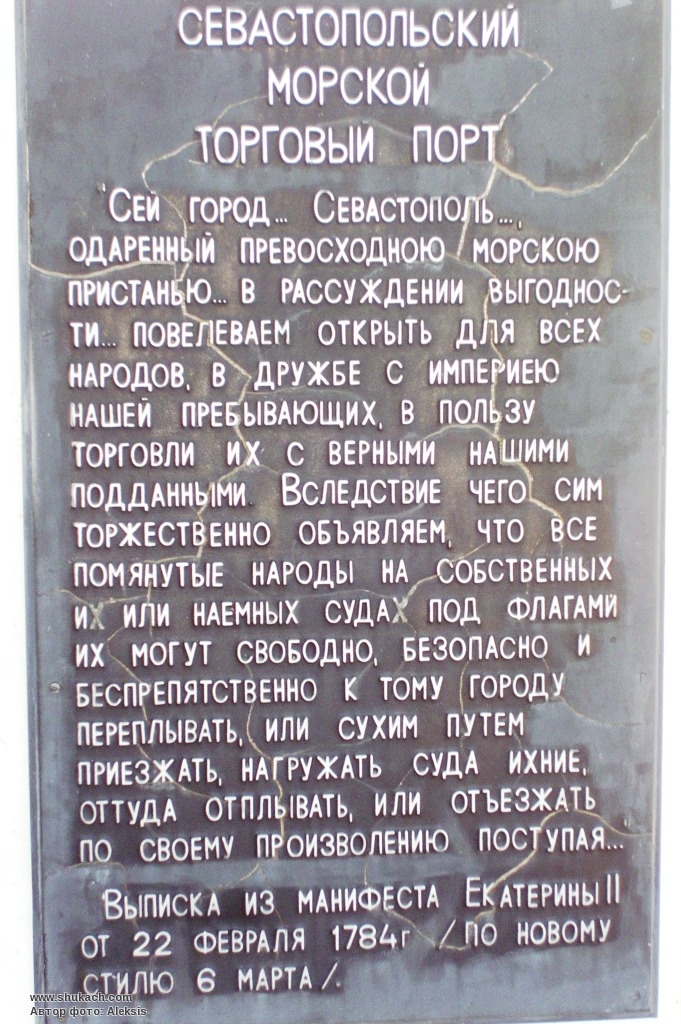 СЕВАСТОПОЛЬСКИЙ
МОРСКОЙ
ТОРГОВЫЙ ПОРТ
"СЕЙ ГОРОД... СЕВАСТОПОЛЬ...,
ОДАРЕННЫЙ ПРЕВОСХОДНОЮ МОРСКОЮ
ПРИСТАНЬЮ... В РАССУЖДЕНИИ ВЫГОДНОС-
ТИ... ПОВЕЛЕВАЕМ ОТКРЫТЬ ДЛЯ ВСЕХ
НАРОДОВ, В ДРУЖБЕ С ИМПЕРИЕЮ
НАШЕЙ ПРЕБЫВАЮЩИХ, В ПОЛЬЗУ
ТОРГОВЛИ ИХ С ВЕРНЫМИ НАШИМИ
ПОДДАННЫМИ. ВСЛЕДСТВИЕ ЧЕГО СИМ
ТОРЖЕСТВЕННО ОБЪЯВЛЯЕМ, ЧТО ВСЕ
ПОМЯНУТЫЕ НАРОДЫ НА СОБСТВЕННЫХ
ИХ ИЛИ НАЕМНЫХ СУДАХ ПОД ФЛАГАМИ
ИХ МОГУТ СВОБОДНО, БЕЗОПАСНО И
БЕСПРЕПЯТСТВЕННО К ТОМУ ГОРОДУ
ПЕРЕПЛЫВАТЬ, ИЛИ СУХИМ ПУТЕМ
ПРИЕЗЖАТЬ, НАГРУЖАТЬ СУДА ИХНИЕ,
ОТТУДА ОТПЛЫВАТЬ, ИЛИ ОТЪЕЗЖАТЬ
ПО СВОЕМУ ПРОИЗВОЛЕНИЮ ПОСТУПАЯ...
ВЫПИСКА ИЗ МАНИФЕСТА ЕКАТЕРИНЫ II
ОТ 22 ФЕВРАЛЯ 1784г /ПО НОВОМУ
СТИЛЮ 6 МАРТА/.
www.shukach.com
Автор фото: Aleksis